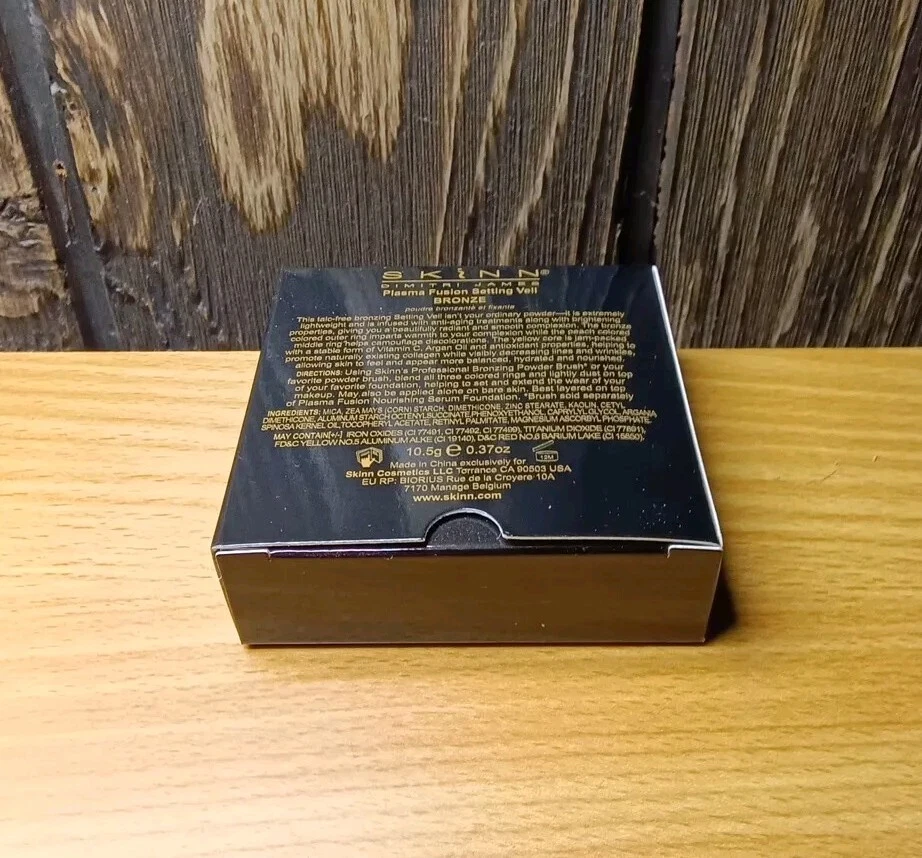 SKINN®
DIMITRI JAMES
Plasma Fusion Setting Veil
BRONZE
poudre bronzante et fixante
This talc-free bronzing Setting Veil isn't your ordinary powder—it is extremely
lightweight and is infused with anti-aging treatments along with brightening
properties, giving you a beautifully radiant and smooth complexion. The bronze
colored outer ring imparts warmth to your complexion while the peach colored
middle ring helps camouflage discolorations. The yellow core is jam-packed
with a stable form of Vitamin C, Argan Oil and antioxidant properties, helping to
promote naturally existing collagen while visibly decreasing lines and wrinkles,
allowing skin to feel and appear more balanced, hydrated and nourished.
DIRECTIONS: Using Skinn's Professional Bronzing Powder Brush* or your
favorite powder brush, blend all three colored rings and lightly dust on top
of your favorite foundation, helping to set and extend the wear of your
makeup. May also be applied alone on bare skin. Best layered on top
of Plasma Fusion Nourishing Serum Foundation. *Brush sold separately
INGREDIENTS: MICA, ZEA MAYS (CORN) STARCH, DIMETHICONE, ZINC STEARATE, KAOLIN, CETYL
DIMETHICONE, ALUMINUM STARCH OCTENYLSUCCINATE, PHENOXYETHANOL, CAPRYLYL GLYCOL, ARGANIA
SPINOSA KERNEL OIL, TOCOPHERYL ACETATE, RETINYL PALMITATE, MAGNESIUM ASCORBYL PHOSPHATE.
MAY CONTAIN[+/-]: IRON OXIDES (CI 77491, CI 77492, CI 77499), TITANIUM DIOXIDE (CI 77891),
FD&C YELLOW NO.5 ALUMINUM LAKE (CI 19140), D&C RED NO.6 BARIUM LAKE (CI 15850).
10.5g e 0.37oz
12M
Made in China exclusively for
Skinn Cosmetics LLC Torrance CA 90503 USA
EU RP: BIORIUS Rue de la Croyere 10A
7170 Manage Belgium
www.skinn.com